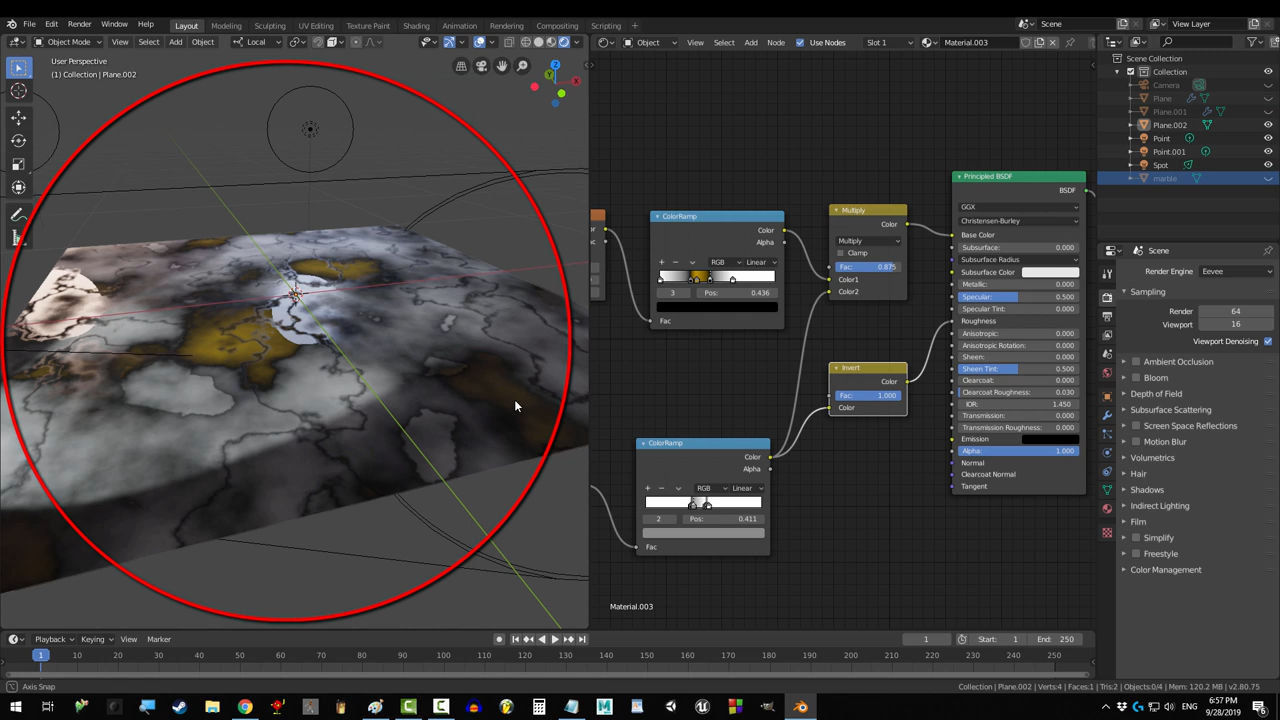 File Edit Render Window Help Layout Modeling Sculpting UV Editing Texture Paint Shading Animation Rendering Compositing Scripting + Scene View Layer
Object Mode View Select Add Object Local
Object View Select Add Node Use Nodes Slot 1 Material.003
User Perspective
(1) Collection | Plane.002
Scene Collection
Collection
Camera
Plane
Plane.001
Plane.002
Point
Point.001
Spot
marble
Z
Y
X
ColorRamp
Color
Alpha
RGB Linear
3 Pos: 0.436
Fac
Multiply
Color
Multiply
Clamp
Fac: 0.875
Color1
Color2
Invert
Color
Fac: 1.000
Color
ColorRamp
Color
Alpha
RGB Linear
2 Pos: 0.411
Fac
Material.003
Principled BSDF
BSDF
GGX
Christensen-Burley
Base Color
Subsurface: 0.000
Subsurface Radius
Subsurface Color
Metallic: 0.000
Specular: 0.500
Specular Tint: 0.000
Roughness
Anisotropic: 0.000
Anisotropic Rotation: 0.000
Sheen: 0.000
Sheen Tint: 0.500
Clearcoat: 0.000
Clearcoat Roughness: 0.030
IOR: 1.450
Transmission: 0.000
Transmission Roughness: 0.000
Emission
Alpha: 1.000
Normal
Clearcoat Normal
Tangent
Scene
Render Engine Eevee
Sampling
Render 64
Viewport 16
Viewport Denoising
Ambient Occlusion
Bloom
Depth of Field
Subsurface Scattering
Screen Space Reflections
Motion Blur
Volumetrics
Hair
Shadows
Indirect Lighting
Film
Simplify
Freestyle
Color Management
Playback Keying View Marker 1 Start: 1 End: 250
1 10 20 30 40 50 60 70 80 90 100 110 120 130 140 150 160 170 180 190 200 210 220 230 240 250
Axis Snap Collection | Plane.002 | Verts:4 | Faces:1 | Tris:2 | Objects:0/4 | Mem: 120.2 MB | v2.80.75
ENG 6:57 PM
9/28/2019